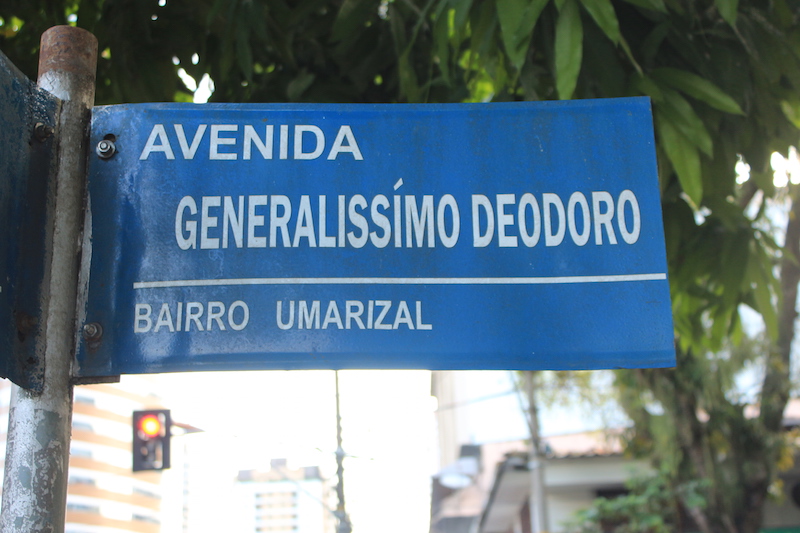 AVENIDA
GENERALISSÍMO DEODORO
BAIRRO UMARIZAL